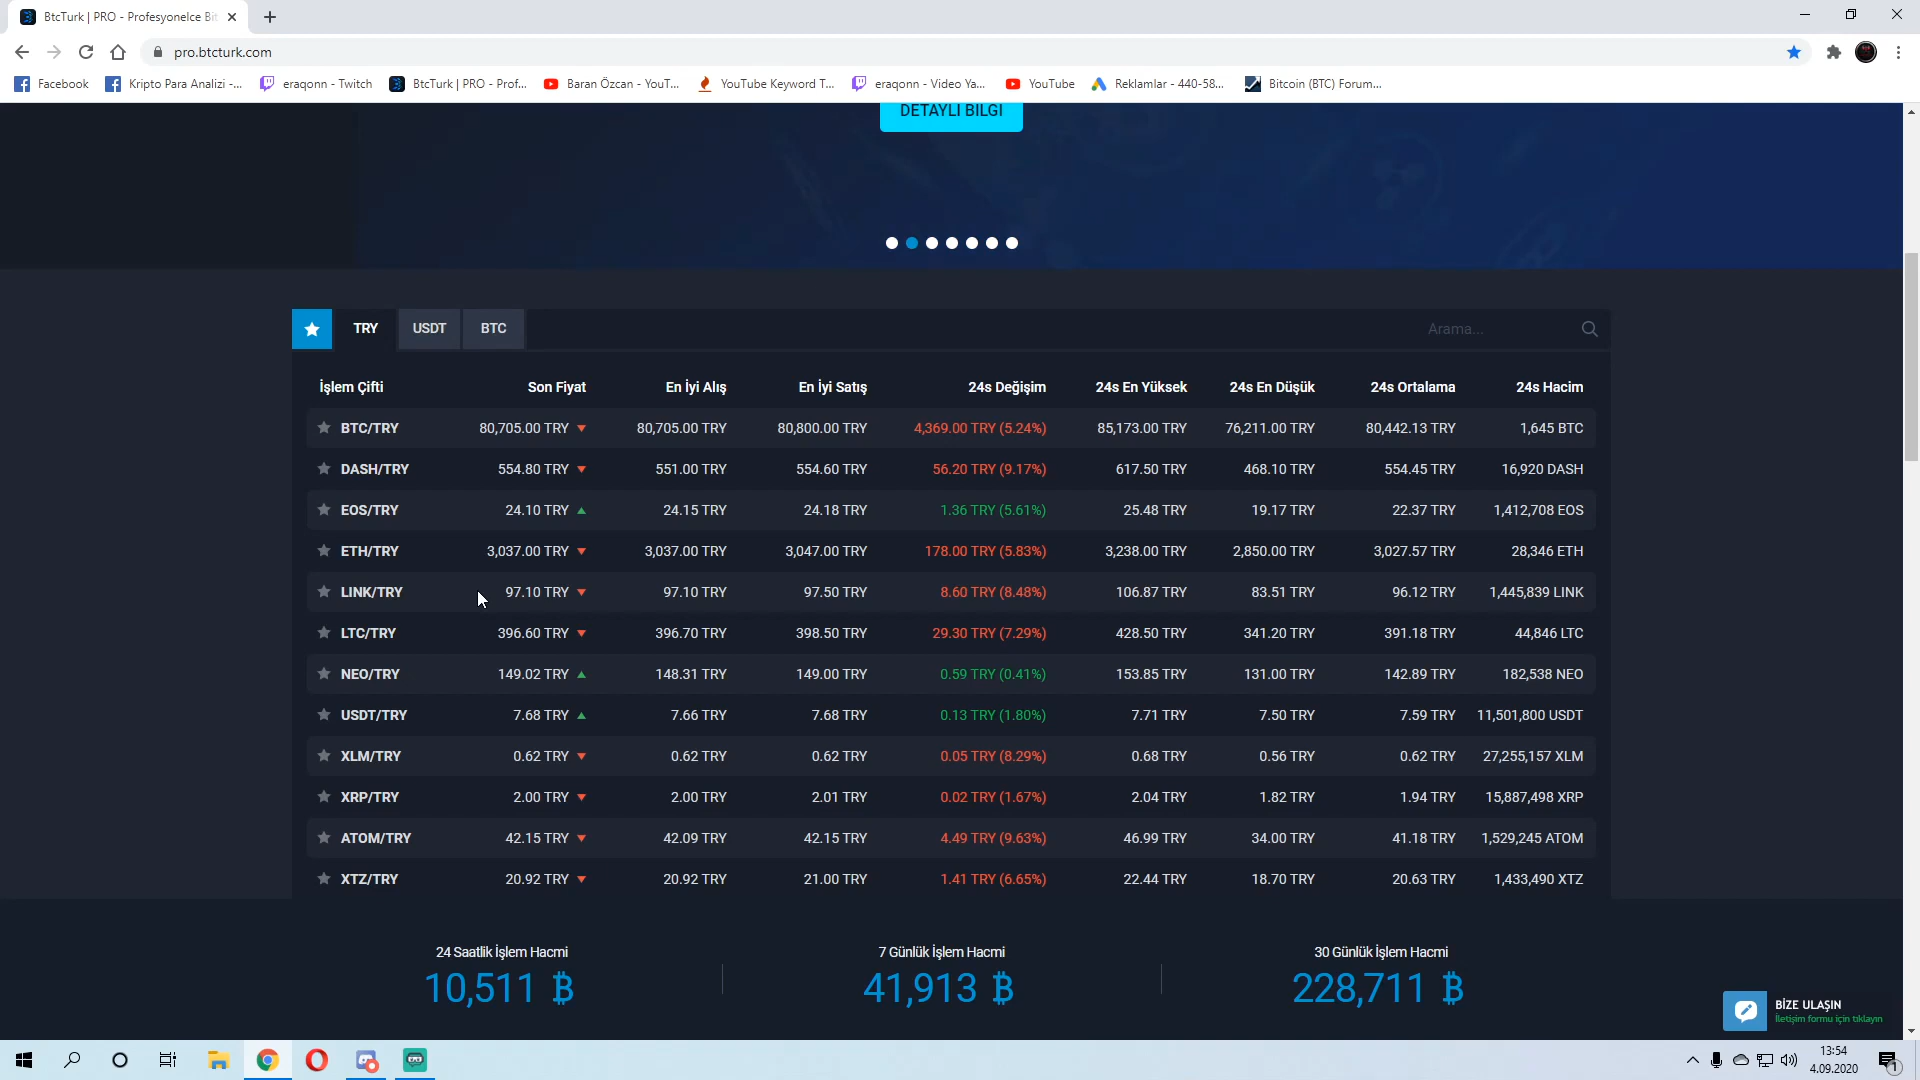 BtcTurk | PRO - Profesyonelce Bit
pro.btcturk.com
Facebook
Kripto Para Analizi -...
eraqonn - Twitch
BtcTurk | PRO - Prof...
Baran Özcan - YouT...
YouTube Keyword T...
eraqonn - Video Ya...
YouTube
Reklamlar - 440-58...
Bitcoin (BTC) Forum...
DETAYLI BİLGİ
TRY USDT BTC Arama...
İşlem Çifti Son Fiyat En İyi Alış En İyi Satış 24s Değişim 24s En Yüksek 24s En Düşük 24s Ortalama 24s Hacim
BTC/TRY 80,705.00 TRY 80,705.00 TRY 80,800.00 TRY 4,369.00 TRY (5.24%) 85,173.00 TRY 76,211.00 TRY 80,442.13 TRY 1,645 BTC
DASH/TRY 554.80 TRY 551.00 TRY 554.60 TRY 56.20 TRY (9.17%) 617.50 TRY 468.10 TRY 554.45 TRY 16,920 DASH
EOS/TRY 24.10 TRY 24.15 TRY 24.18 TRY 1.36 TRY (5.61%) 25.48 TRY 19.17 TRY 22.37 TRY 1,412,708 EOS
ETH/TRY 3,037.00 TRY 3,037.00 TRY 3,047.00 TRY 178.00 TRY (5.83%) 3,238.00 TRY 2,850.00 TRY 3,027.57 TRY 28,346 ETH
LINK/TRY 97.10 TRY 97.10 TRY 97.50 TRY 8.60 TRY (8.48%) 106.87 TRY 83.51 TRY 96.12 TRY 1,445,839 LINK
LTC/TRY 396.60 TRY 396.70 TRY 398.50 TRY 29.30 TRY (7.29%) 428.50 TRY 341.20 TRY 391.18 TRY 44,846 LTC
NEO/TRY 149.02 TRY 148.31 TRY 149.00 TRY 0.59 TRY (0.41%) 153.85 TRY 131.00 TRY 142.89 TRY 182,538 NEO
USDT/TRY 7.68 TRY 7.66 TRY 7.68 TRY 0.13 TRY (1.80%) 7.71 TRY 7.50 TRY 7.59 TRY 11,501,800 USDT
XLM/TRY 0.62 TRY 0.62 TRY 0.62 TRY 0.05 TRY (8.29%) 0.68 TRY 0.56 TRY 0.62 TRY 27,255,157 XLM
XRP/TRY 2.00 TRY 2.00 TRY 2.01 TRY 0.02 TRY (1.67%) 2.04 TRY 1.82 TRY 1.94 TRY 15,887,498 XRP
ATOM/TRY 42.15 TRY 42.09 TRY 42.15 TRY 4.49 TRY (9.63%) 46.99 TRY 34.00 TRY 41.18 TRY 1,529,245 ATOM
XTZ/TRY 20.92 TRY 20.92 TRY 21.00 TRY 1.41 TRY (6.65%) 22.44 TRY 18.70 TRY 20.63 TRY 1,433,490 XTZ
24 Saatlik İşlem Hacmi 7 Günlük İşlem Hacmi 30 Günlük İşlem Hacmi
10,511 ₿ 41,913 ₿ 228,711 ₿
BİZE ULAŞIN
İletişim formu için tıklayın
13:54
4.09.2020
1